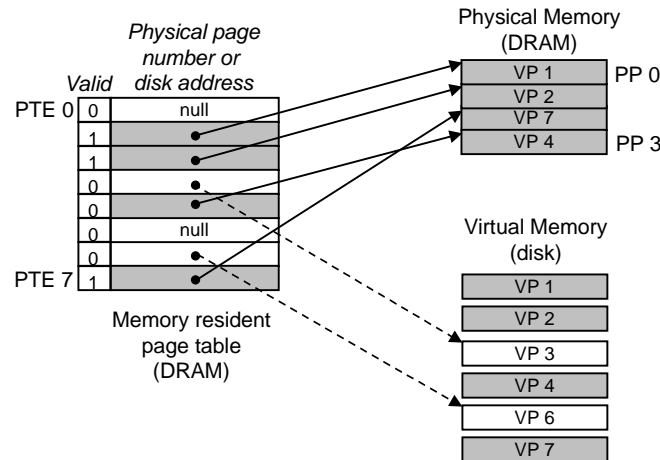 Physical page
number or
disk address
Valid
PTE 0
0
null
1
1
0
0
0
null
0
PTE 7
1
Memory resident
page table
(DRAM)
Physical Memory
(DRAM)
VP 1
PP 0
VP 2
VP 7
VP 4
PP 3
Virtual Memory
(disk)
VP 1
VP 2
VP 3
VP 4
VP 6
VP 7